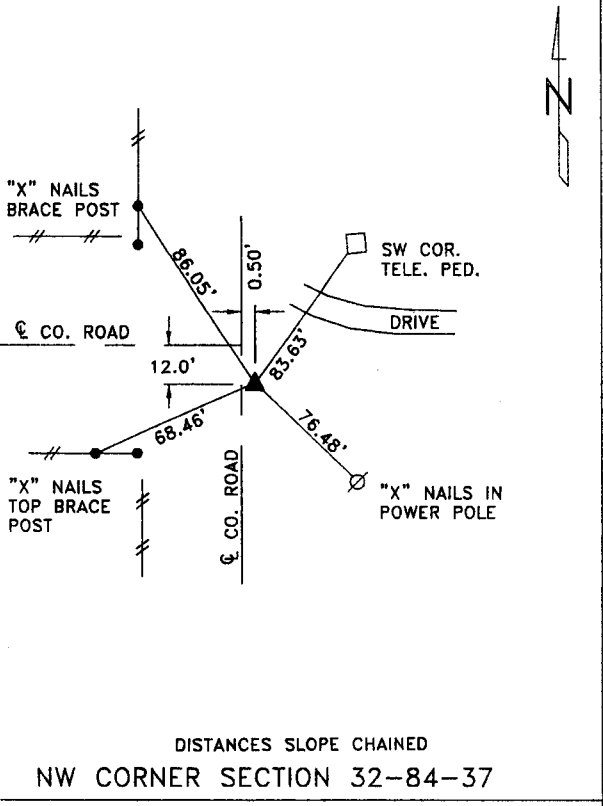 N
"X" NAILS
BRACE POST
86.05'
0.50'
SW COR.
TELE. PED.
℄ CO. ROAD
DRIVE
12.0'
83.63'
68.46'
76.48'
"X" NAILS
TOP BRACE
POST
℄ CO. ROAD
"X" NAILS IN
POWER POLE
DISTANCES SLOPE CHAINED
NW CORNER SECTION 32-84-37